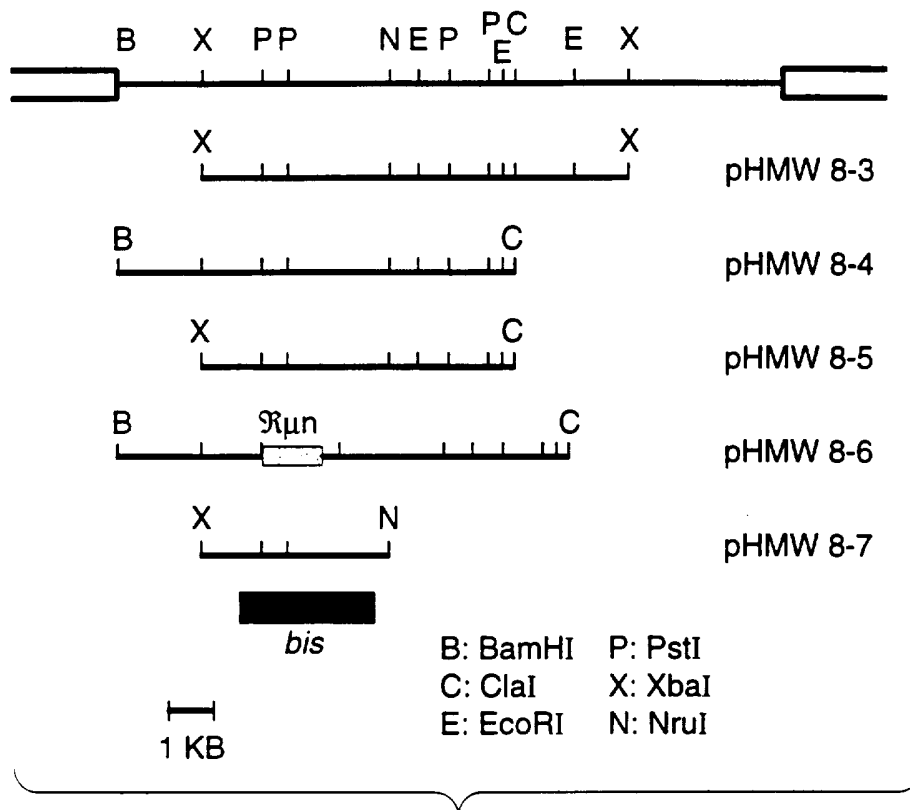 B X P P N E P P C E E X
X X
pHMW 8-3
B C
pHMW 8-4
X C
pHMW 8-5
B ℜμn C
pHMW 8-6
X N
pHMW 8-7
bis
B: BamHI P: PstI
C: ClaI X: XbaI
E: EcoRI N: NruI
1 KB